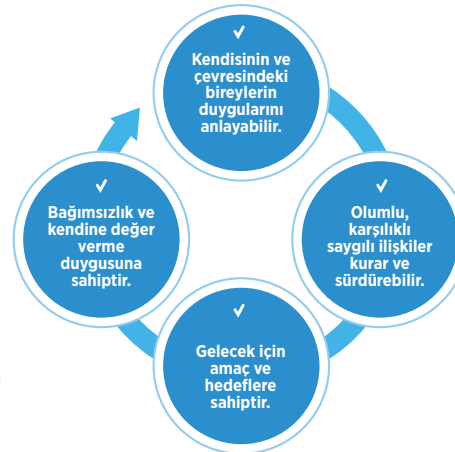 ✓
Kendisinin ve
çevresindeki
bireylerin
duygularını
anlayabilir.
✓
Olumlu,
karşılıklı
saygılı ilişkiler
kurar ve
sürdürebilir.
✓
Gelecek için
amaç ve
hedeflere
sahiptir.
✓
Bağımsızlık ve
kendine değer
verme
duygusuna
sahiptir.